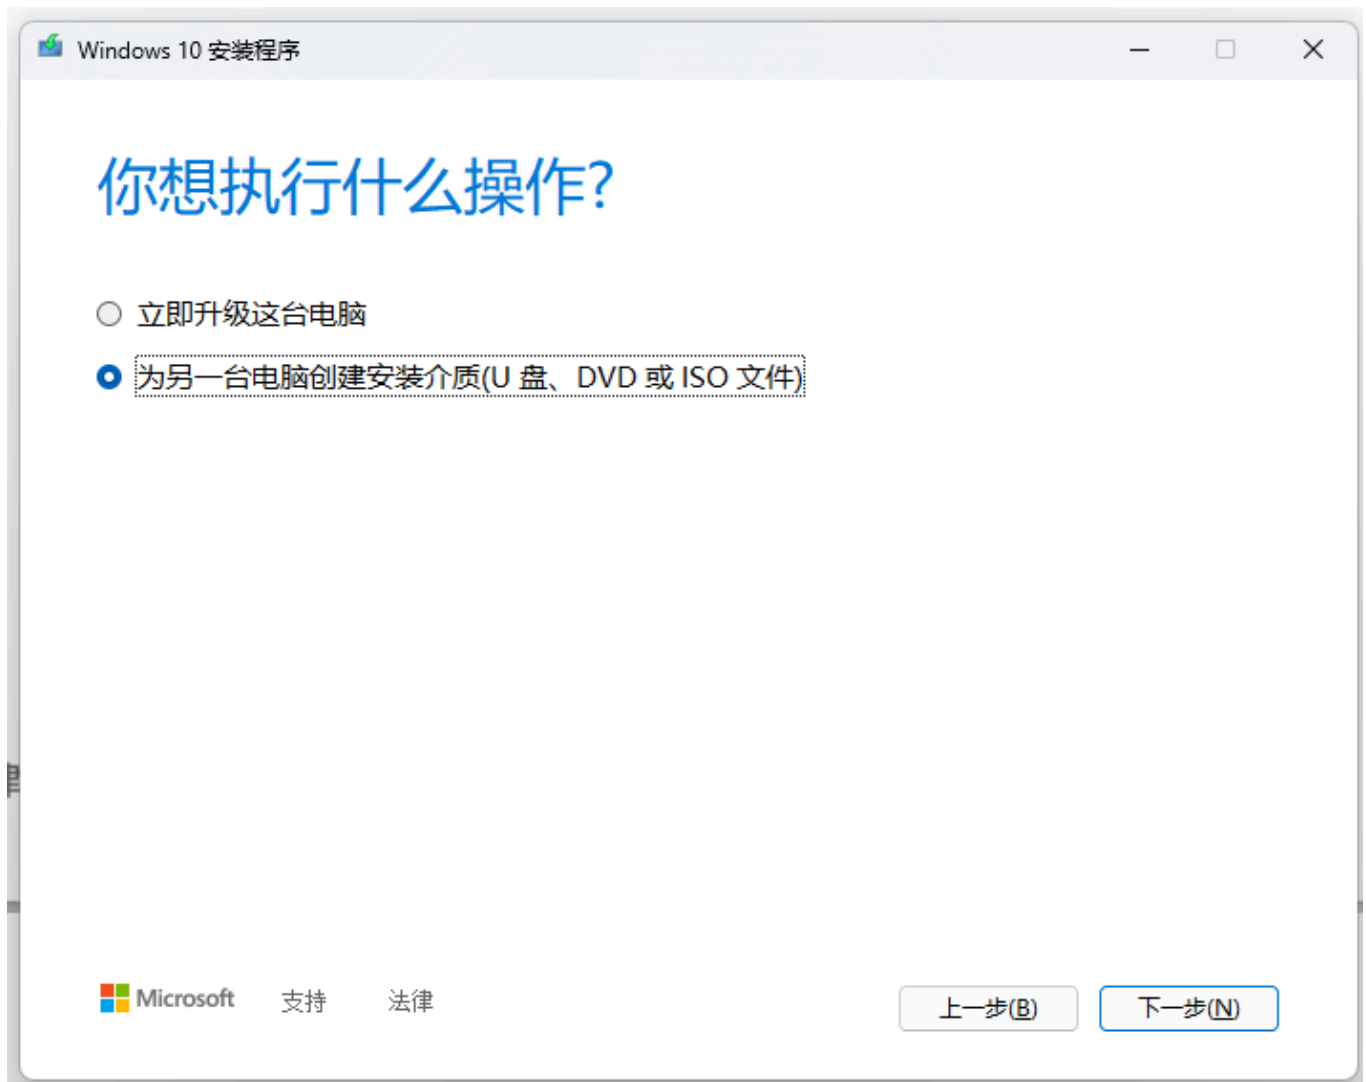 Windows 10 安装程序
你想执行什么操作?
立即升级这台电脑
为另一台电脑创建安装介质(U 盘、DVD 或 ISO 文件)
Microsoft 支持 法律 上一步(B) 下一步(N)